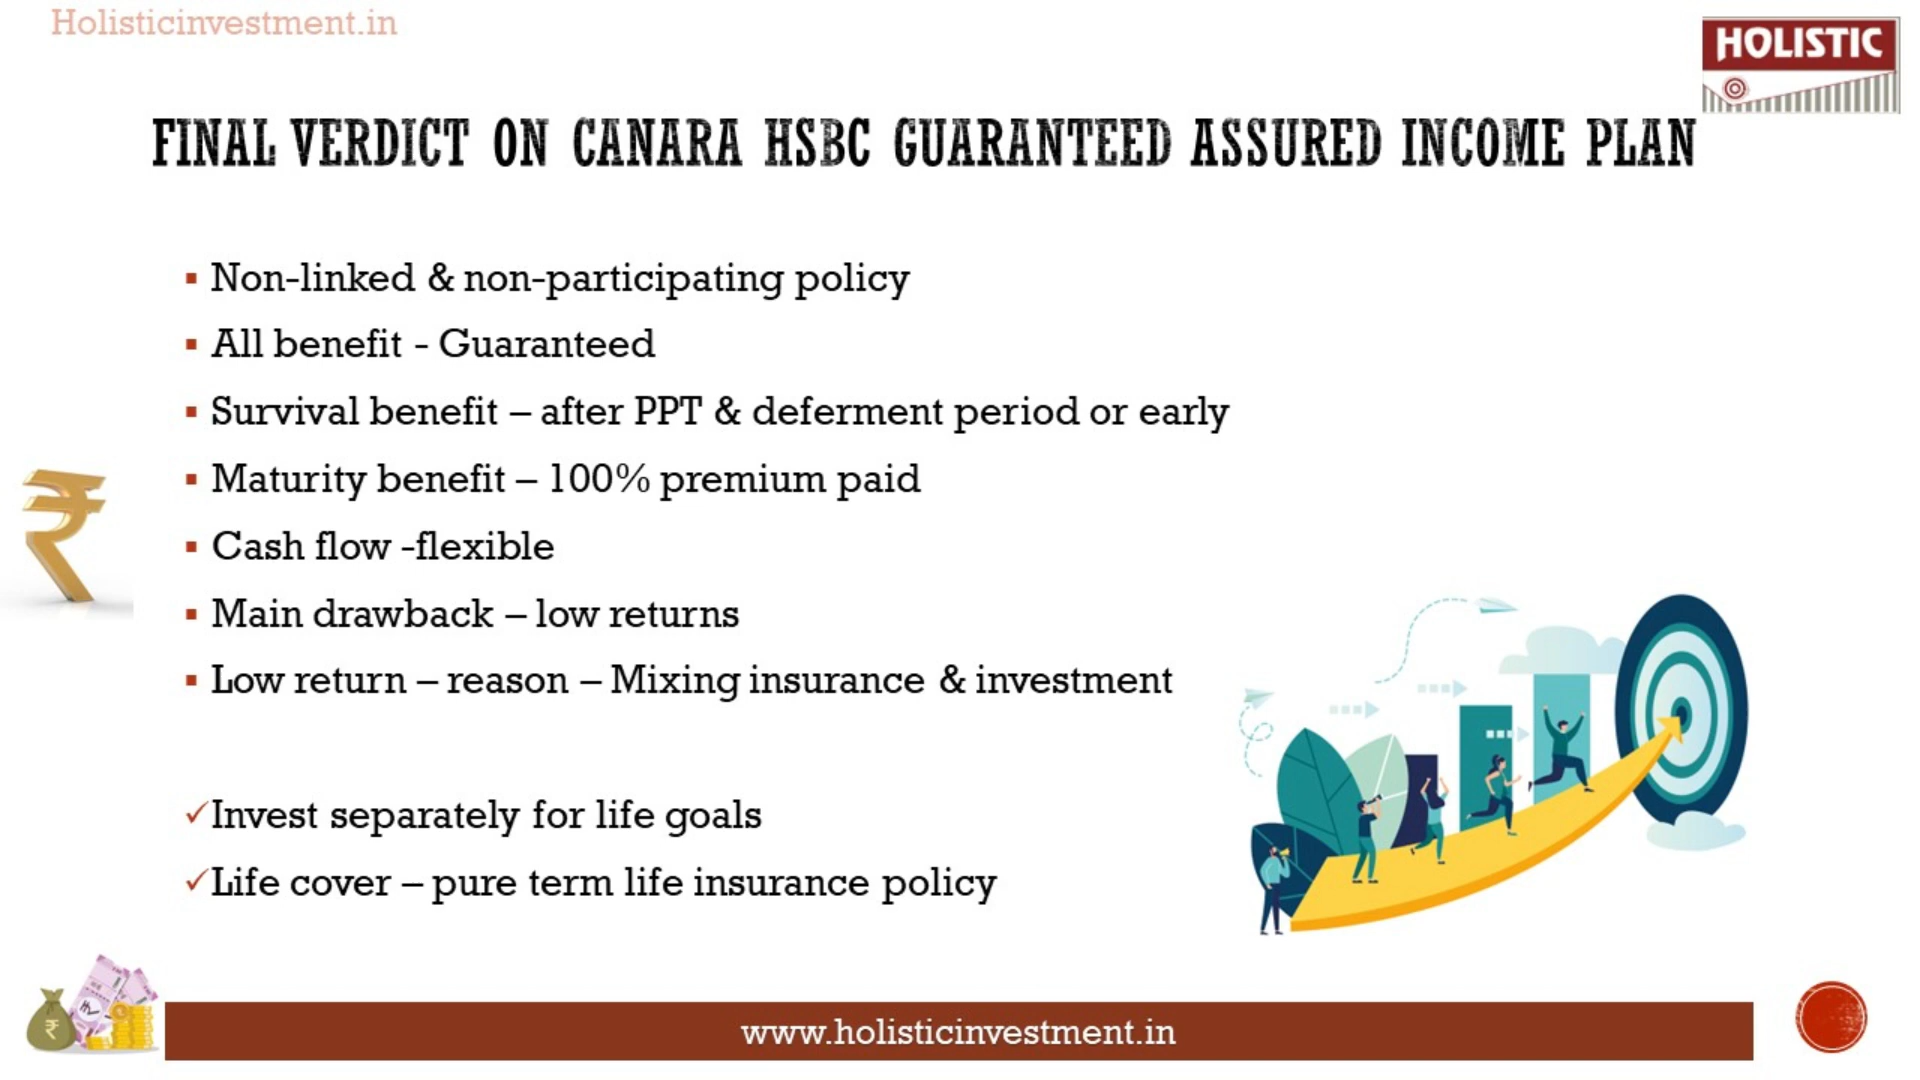 Holisticinvestment.in
HOLISTIC
FINAL VERDICT ON CANARA HSBC GUARANTEED ASSURED INCOME PLAN
▪ Non-linked & non-participating policy
▪ All benefit - Guaranteed
▪ Survival benefit – after PPT & deferment period or early
▪ Maturity benefit – 100% premium paid
▪ Cash flow -flexible
▪ Main drawback – low returns
▪ Low return – reason – Mixing insurance & investment
✓Invest separately for life goals
✓Life cover – pure term life insurance policy
www.holisticinvestment.in